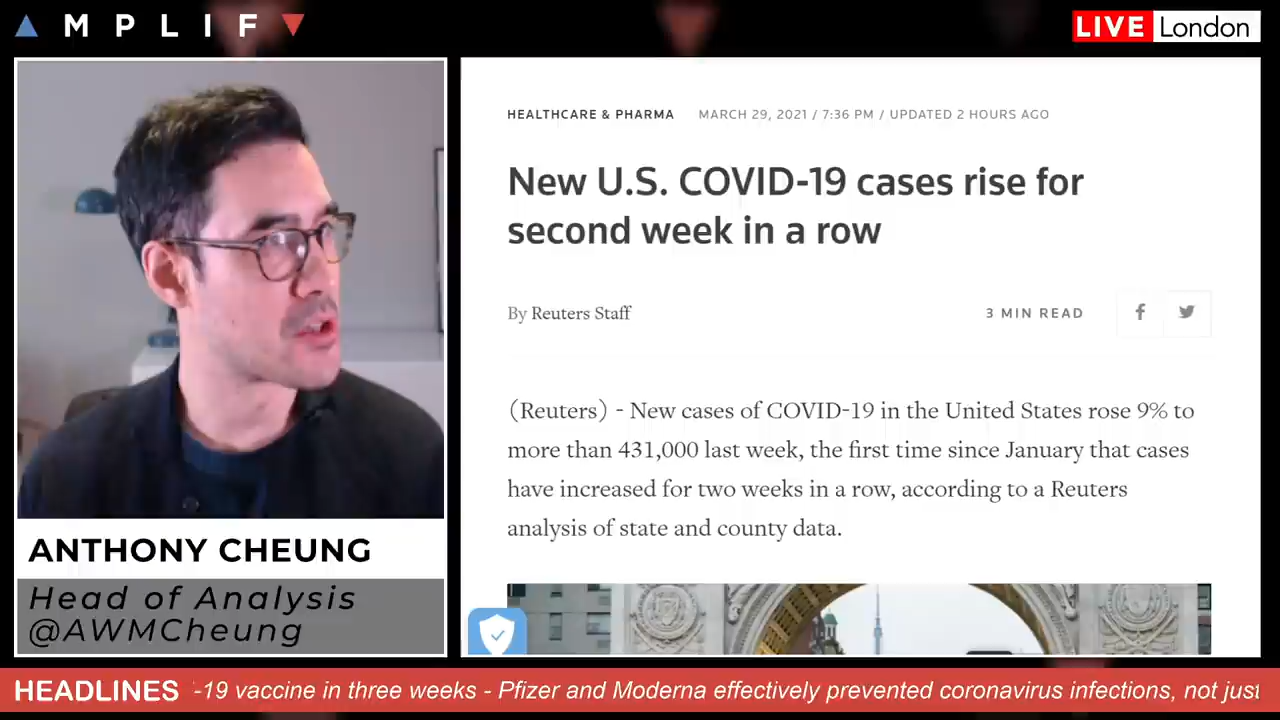 AMPLIFY
LIVE London
HEALTHCARE & PHARMA MARCH 29, 2021 / 7:36 PM / UPDATED 2 HOURS AGO
New U.S. COVID-19 cases rise for
second week in a row
By Reuters Staff
3 MIN READ
(Reuters) - New cases of COVID-19 in the United States rose 9% to
more than 431,000 last week, the first time since January that cases
have increased for two weeks in a row, according to a Reuters
analysis of state and county data.
ANTHONY CHEUNG
Head of Analysis
@AWMCheung
HEADLINES -19 vaccine in three weeks - Pfizer and Moderna effectively prevented coronavirus infections, not just